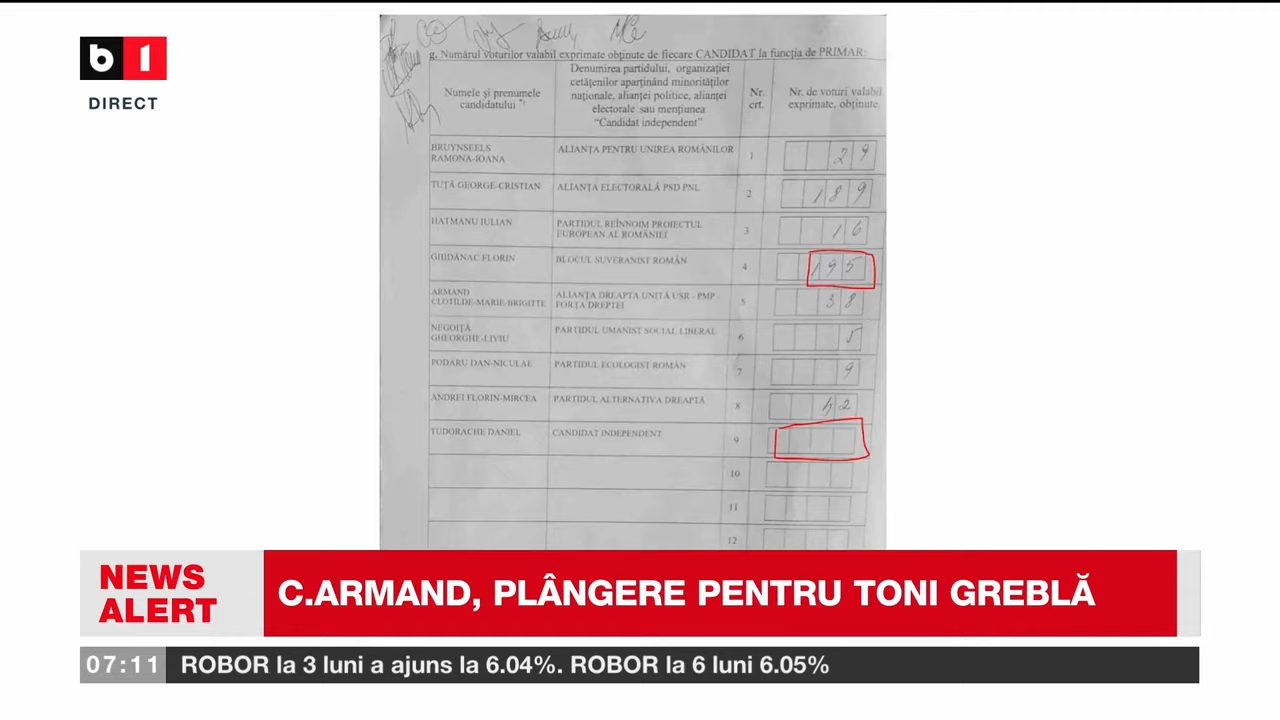 b1
DIRECT
g. Numărul voturilor valabil exprimate obținute de fiecare CANDIDAT la funcția de PRIMAR:
Numele și prenumele
candidatului *)
Denumirea partidului, organizației
cetățenilor aparținând minorităților
naționale, alianței politice, alianței
electorale sau mențiunea
“Candidat independent”
Nr.
crt.
Nr. de voturi valabil
exprimate, obținute.
BRUYNSEELS
RAMONA-IOANA
ALIANȚA PENTRU UNIREA ROMÂNILOR
1
29
TUȚĂ GEORGE-CRISTIAN
ALIANȚA ELECTORALĂ PSD PNL
2
189
HATMANU IULIAN
PARTIDUL REÎNNOIM PROIECTUL
EUROPEAN AL ROMÂNIEI
3
16
GHIDĂNAC FLORIN
BLOCUL SUVERANIST ROMÂN
4
195
ARMAND
CLOTILDE-MARIE-BRIGITTE
ALIANȚA DREAPTA UNITĂ USR - PMP -
FORȚA DREPTEI
5
38
NEGOIȚĂ
GHEORGHE-LIVIU
PARTIDUL UMANIST SOCIAL LIBERAL
6
5
PODARU DAN-NICULAE
PARTIDUL ECOLOGIST ROMÂN
7
9
ANDREI FLORIN-MIRCEA
PARTIDUL ALTERNATIVA DREAPTĂ
8
42
TUDORACHE DANIEL
CANDIDAT INDEPENDENT
9
10
11
12
NEWS
ALERT
C.ARMAND, PLÂNGERE PENTRU TONI GREBLĂ
07:11 ROBOR la 3 luni a ajuns la 6.04%. ROBOR la 6 luni 6.05%